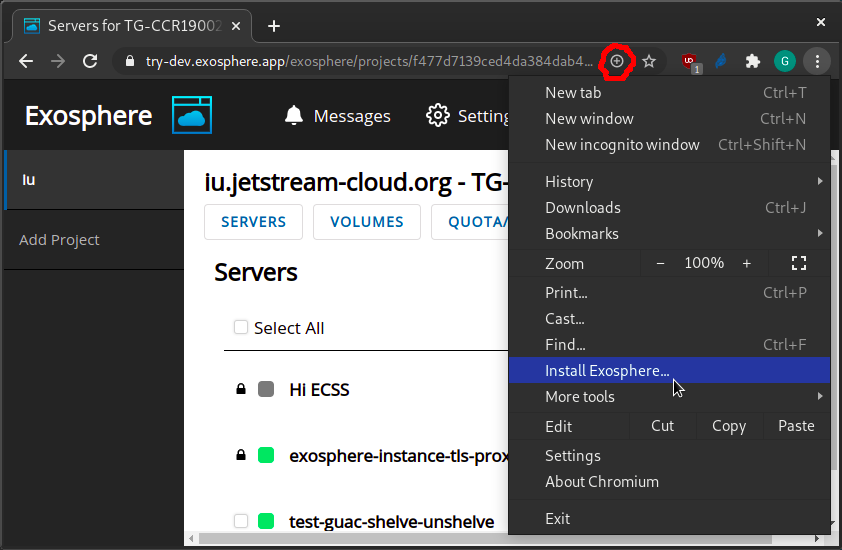 Servers for TG-CCR19002
try-dev.exosphere.app/exosphere/projects/f477d7139ced4da384dab4...
1
G
Exosphere
Messages
Setting
Iu
Add Project
iu.jetstream-cloud.org - TG-
SERVERS
VOLUMES
QUOTA/
Servers
Select All
Hi ECSS
exosphere-instance-tls-prox
test-guac-shelve-unshelve
New tab Ctrl+T
New window Ctrl+N
New incognito window Ctrl+Shift+N
History
Downloads Ctrl+J
Bookmarks
Zoom − 100% +
Print... Ctrl+P
Cast...
Find... Ctrl+F
Install Exosphere...
More tools
Edit Cut Copy Paste
Settings
About Chromium
Exit